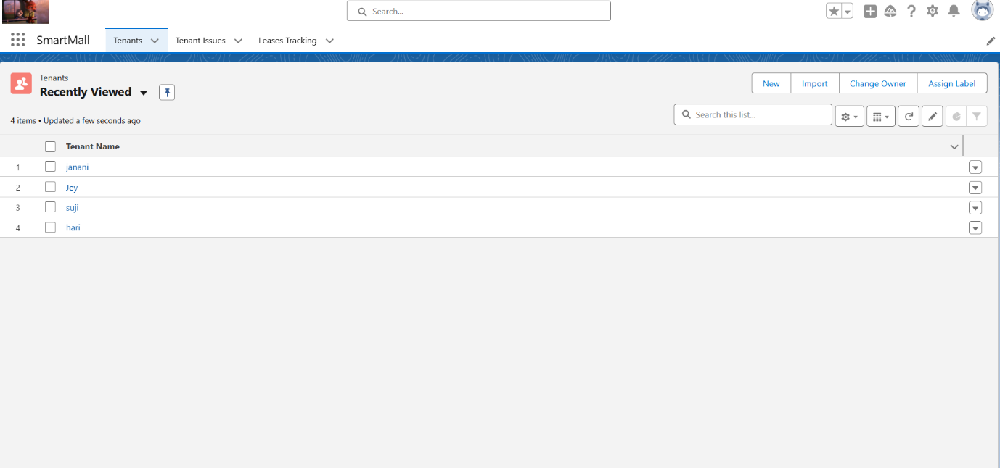 Search...
SmartMall
Tenants
Tenant Issues
Leases Tracking
Tenants
Recently Viewed
New
Import
Change Owner
Assign Label
4 items • Updated a few seconds ago
Search this list...
Tenant Name
1 janani
2 Jey
3 suji
4 hari